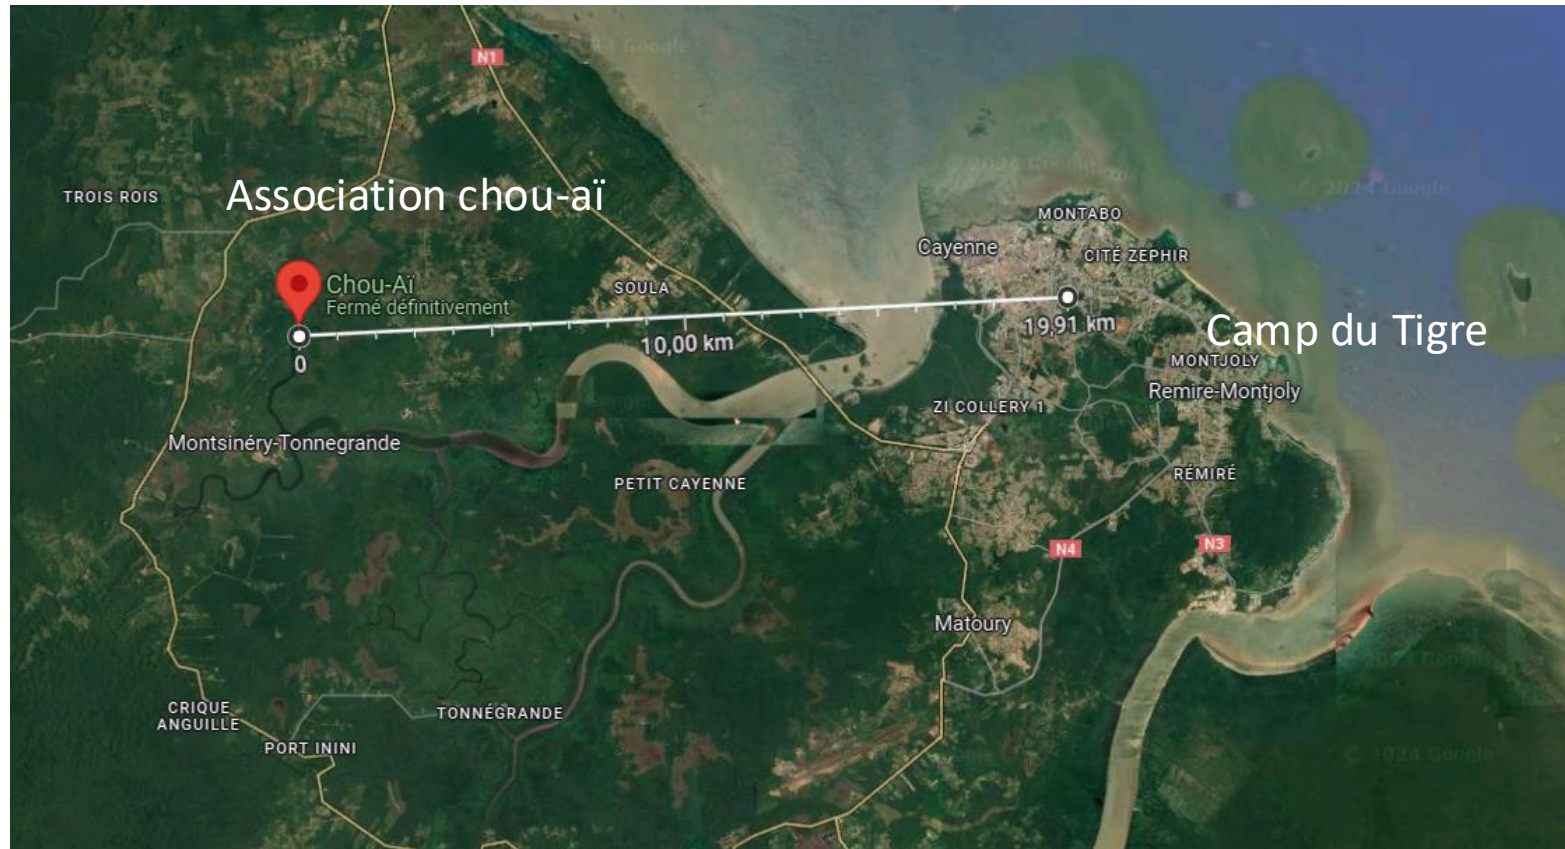 N1
TROIS ROIS
Association chou-aï
MONTABO
Cayenne
CITÉ ZEPHIR
Chou-Aï
Fermé définitivement
SOULA
10,00 km
19,91 km
Camp du Tigre
0
MONTJOLY
Remire-Montjoly
ZI COLLERY 1
Montsinéry-Tonnegrande
PETIT CAYENNE
RÉMIRÉ
N4
N3
Matoury
CRIQUE
ANGUILLE
TONNÉGRANDE
PORT ININI
© 2024 Google